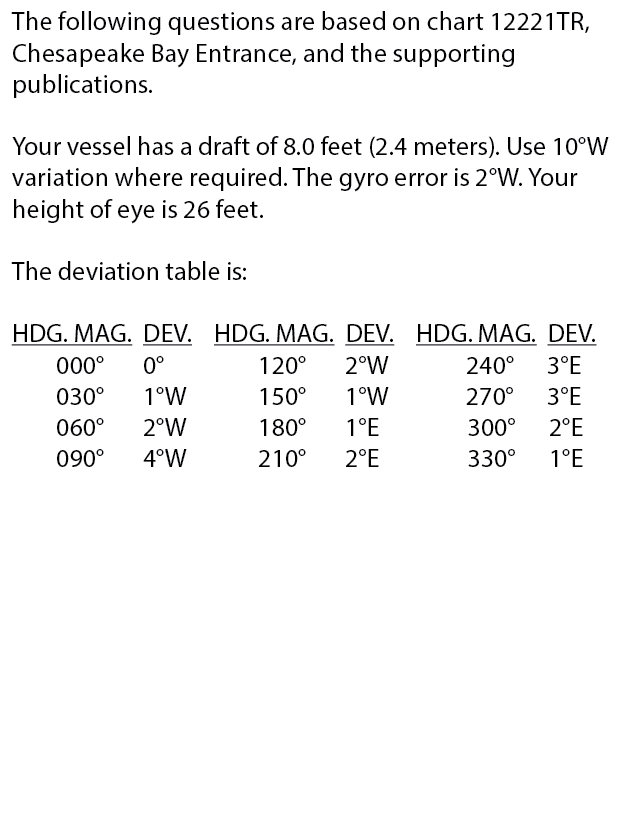 The following questions are based on chart 12221TR,
Chesapeake Bay Entrance, and the supporting
publications.
Your vessel has a draft of 8.0 feet (2.4 meters). Use 10°W
variation where required. The gyro error is 2°W. Your
height of eye is 26 feet.
The deviation table is:
HDG. MAG. DEV. HDG. MAG. DEV. HDG. MAG. DEV.
000° 0° 120° 2°W 240° 3°E
030° 1°W 150° 1°W 270° 3°E
060° 2°W 180° 1°E 300° 2°E
090° 4°W 210° 2°E 330° 1°E